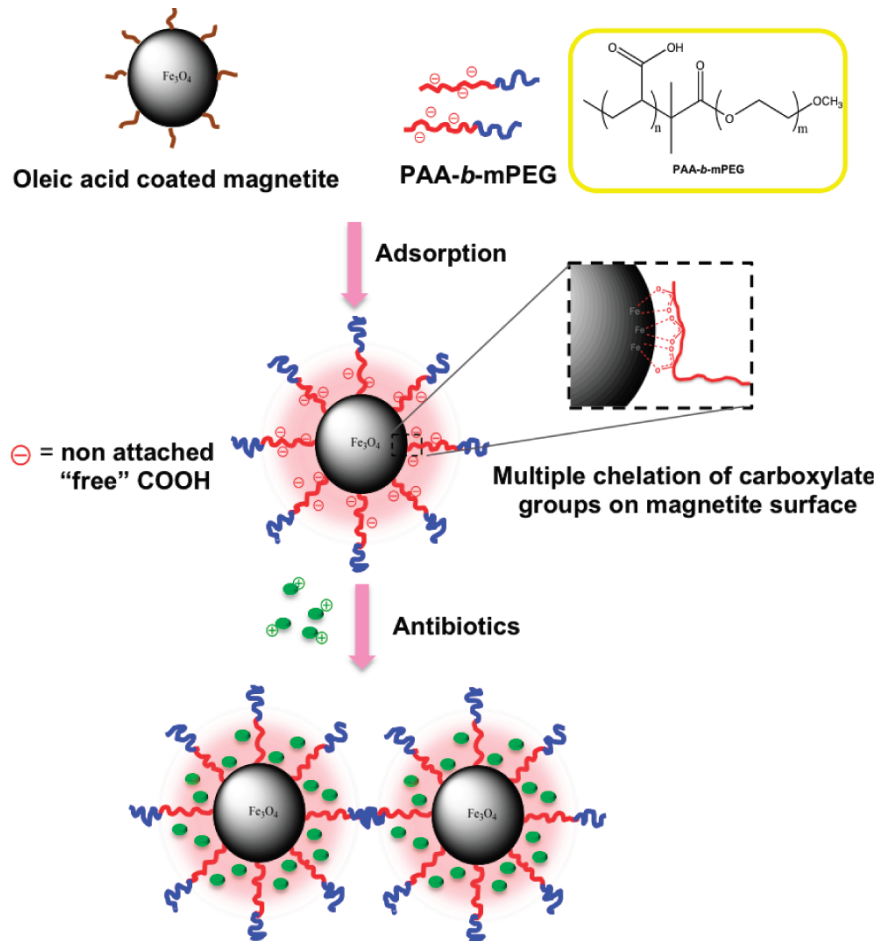 Fe₃O₄
Oleic acid coated magnetite
⊖
⊖
⊖
⊖
⊖
⊖
PAA-b-mPEG
O
OH
n
O
O
m
OCH₃
PAA-b-mPEG
Adsorption
Fe
Fe
Fe
O
O
O
O
O
O
Fe₃O₄
⊖ = non attached
“free” COOH
Multiple chelation of carboxylate
groups on magnetite surface
⊕
⊕
⊕
⊕
Antibiotics
Fe₃O₄
Fe₃O₄